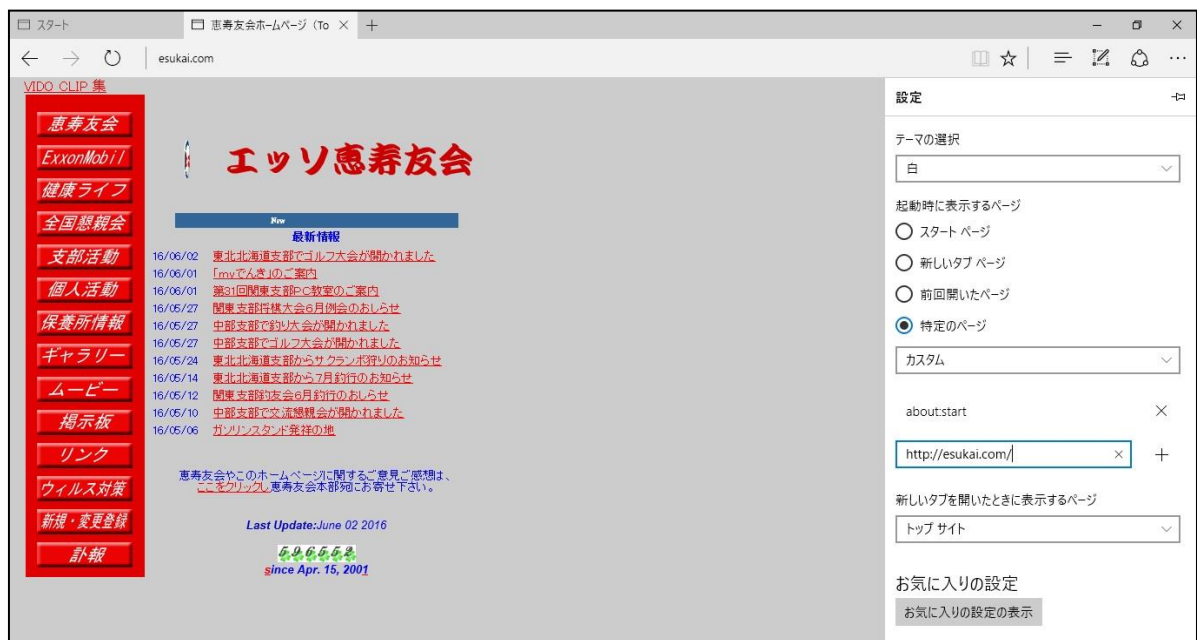 スタート
恵寿友会ホームページ (To
esukai.com
VIDO CLIP 集
恵寿友会
ExxonMobil
健康ライフ
全国懇親会
支部活動
個人活動
保養所情報
ギャラリー
ムービー
掲示板
リンク
ウィルス対策
新規・変更登録
訃報
エッソ恵寿友会
New
最新情報
16/06/02 東北北海道支部でゴルフ大会が開かれました
16/06/01 「myでんき」のご案内
16/06/01 第31回関東支部PC教室のご案内
16/05/27 関東支部将棋大会6月例会のおしらせ
16/05/27 中部支部で釣り大会が開かれました
16/05/27 中部支部でゴルフ大会が開かれました
16/05/24 東北北海道支部からサクランボ狩りのお知らせ
16/05/14 東北北海道支部から7月釣行のお知らせ
16/05/12 関東支部釣友会6月釣行のおしらせ
16/05/10 中部支部で交流懇親会が開かれました
16/05/06 ガソリンスタンド発祥の地
恵寿友会やこのホームページに関するご意見ご感想は、
ここをクリックし恵寿友会本部宛にお寄せ下さい。
Last Update:June 02 2016
596552
since Apr. 15, 2001
設定
テーマの選択
白
起動時に表示するページ
スタート ページ
新しいタブ ページ
前回開いたページ
特定のページ
カスタム
about:start
http://esukai.com/
新しいタブを開いたときに表示するページ
トップ サイト
お気に入りの設定
お気に入りの設定の表示